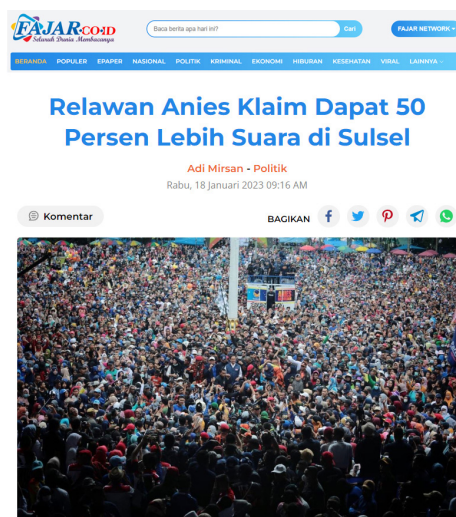 FAJAR.CO.ID
Selaruh Dunia Membacanya
Baca berita apa hari ini?
Cari
FAJAR NETWORK
BERANDA POPULER EPAPER NASIONAL POLITIK KRIMINAL EKONOMI HIBURAN KESEHATAN VIRAL LAINNYA
Relawan Anies Klaim Dapat 50
Persen Lebih Suara di Sulsel
Adi Mirsan - Politik
Rabu, 18 Januari 2023 09:16 AM
Komentar
BAGIKAN